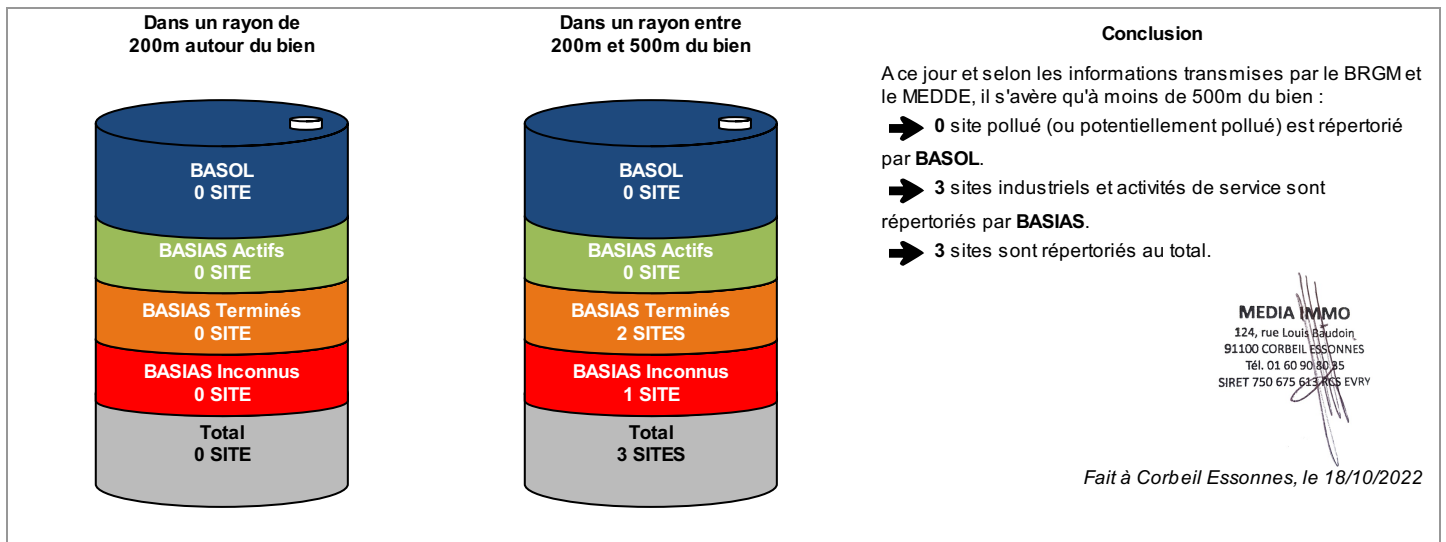 Dans un rayon de
200m autour du bien
BASOL
0 SITE
BASIAS Actifs
0 SITE
BASIAS Terminés
0 SITE
BASIAS Inconnus
0 SITE
Total
0 SITE
Dans un rayon entre
200m et 500m du bien
BASOL
0 SITE
BASIAS Actifs
0 SITE
BASIAS Terminés
2 SITES
BASIAS Inconnus
1 SITE
Total
3 SITES
Conclusion
A ce jour et selon les informations transmises par le BRGM et
le MEDDE, il s'avère qu'à moins de 500m du bien :
0 site pollué (ou potentiellement pollué) est répertorié
par BASOL.
3 sites industriels et activités de service sont
répertoriés par BASIAS.
3 sites sont répertoriés au total.
MEDIA IMMO
124, rue Louis Baudoin
91100 CORBEIL ESSONNES
Tél. 01 60 90 80 85
SIRET 750 675 613 RCS EVRY
Fait à Corbeil Essonnes, le 18/10/2022